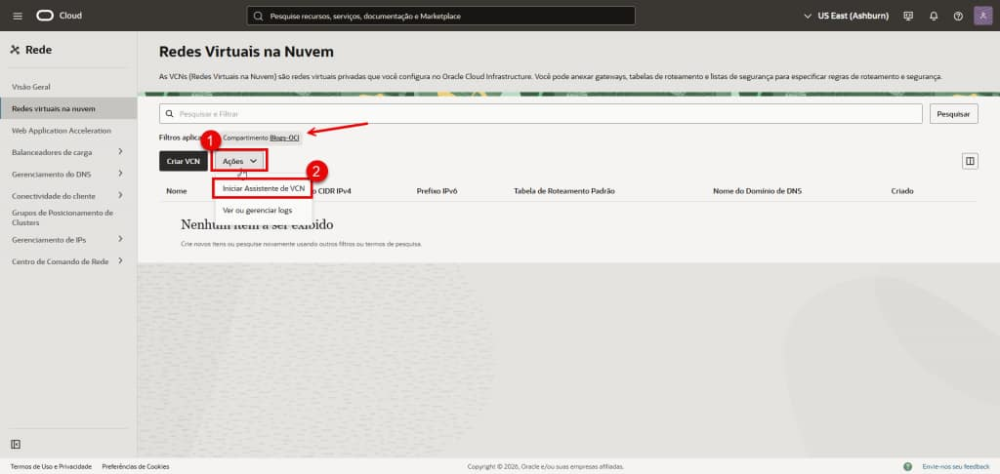 Cloud
Pesquise recursos, serviços, documentação e Marketplace
US East (Ashburn)
Rede
Visão Geral
Redes virtuais na nuvem
Web Application Acceleration
Balanceadores de carga
Gerenciamento do DNS
Conectividade do cliente
Grupos de Posicionamento de
Clusters
Gerenciamento de IPs
Centro de Comando de Rede
Redes Virtuais na Nuvem
As VCNs (Redes Virtuais na Nuvem) são redes virtuais privadas que você configura no Oracle Cloud Infrastructure. Você pode anexar gateways, tabelas de roteamento e listas de segurança para especificar regras de roteamento e segurança.
Pesquisar e Filtrar
Pesquisar
Filtros aplica
1
Compartimento Blogs-OCI
Criar VCN
Ações
2
Iniciar Assistente de VCN
Ver ou gerenciar logs
Nome
CIDR IPv4
Prefixo IPv6
Tabela de Roteamento Padrão
Nome do Domínio de DNS
Criado
Nenhum item a ser exibido
Crie novos itens ou pesquise novamente usando outros filtros ou termos de pesquisa.
Termos de Uso e Privacidade
Preferências de Cookies
Copyright © 2026, Oracle e/ou suas empresas afiliadas.
Envie-nos seu feedback